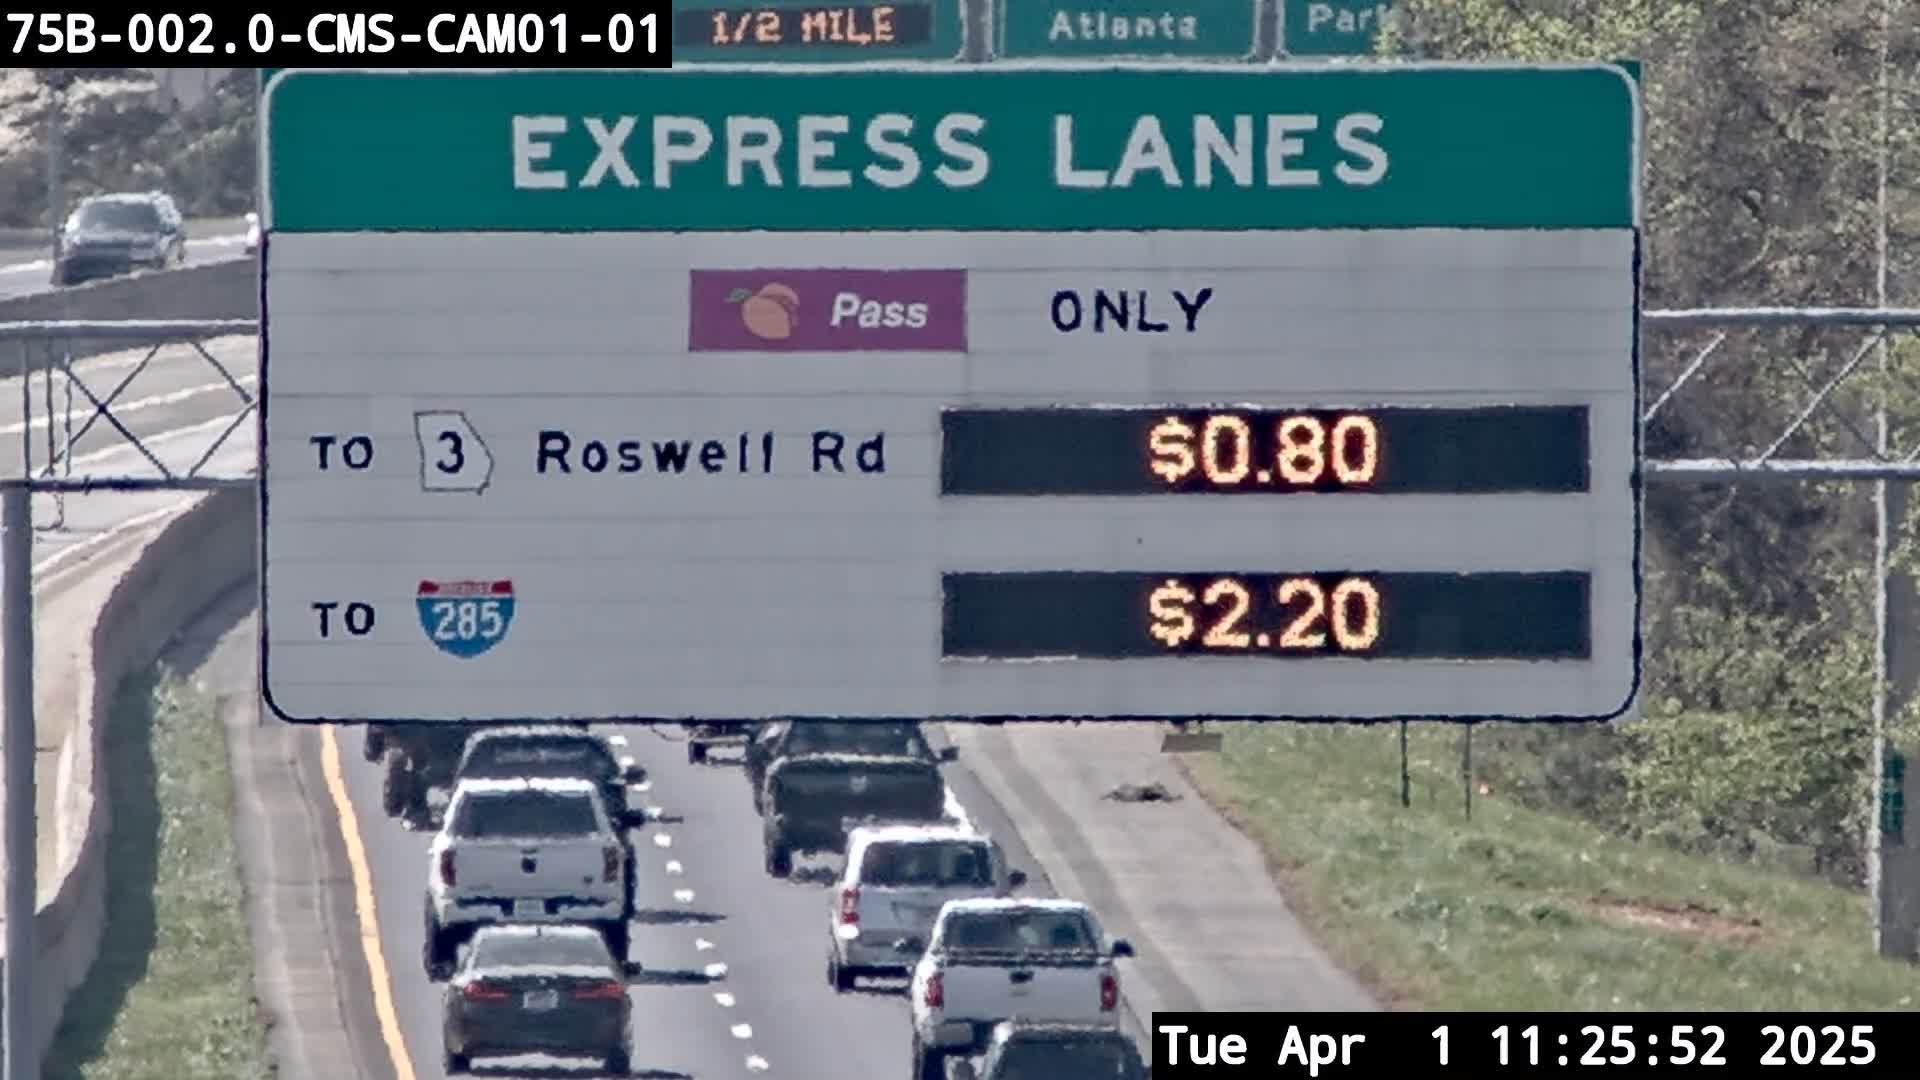 75B-002.0-CMS-CAM01-01
1/2 MILE
Atlanta
EXPRESS LANES
Pass ONLY
TO 3 Roswell Rd $0.80
TO 285 $2.20
Tue Apr 1 11:25:52 2025